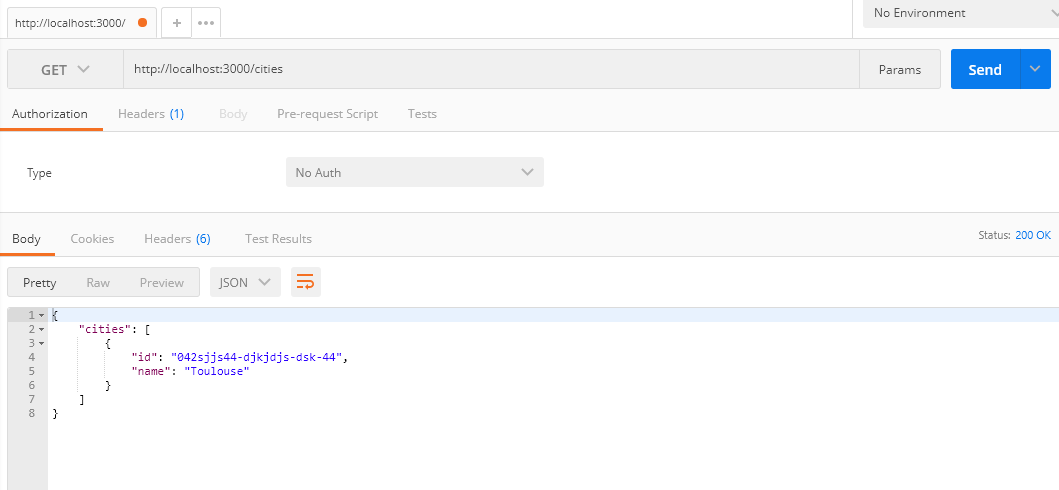 http://localhost:3000/
No Environment
GET http://localhost:3000/cities Params Send
Authorization Headers (1) Body Pre-request Script Tests
Type No Auth
Body Cookies Headers (6) Test Results Status: 200 OK
Pretty Raw Preview JSON
1 {
2 "cities": [
3 {
4 "id": "042sjjs44-djkjdjs-dsk-44",
5 "name": "Toulouse"
6 }
7 ]
8 }